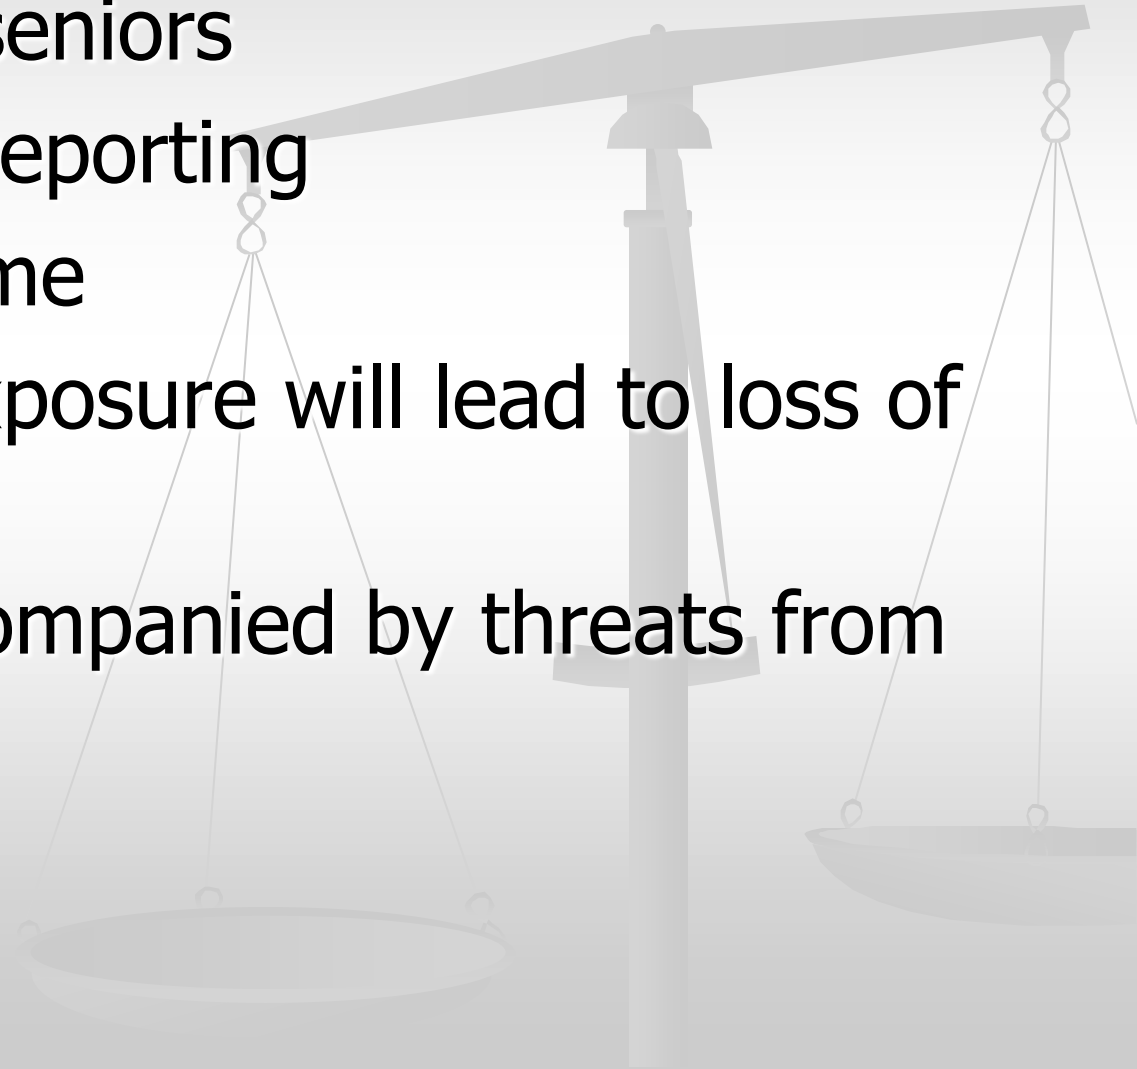 seniors
eporting
me
xposure will lead to loss of
ompanied by threats from